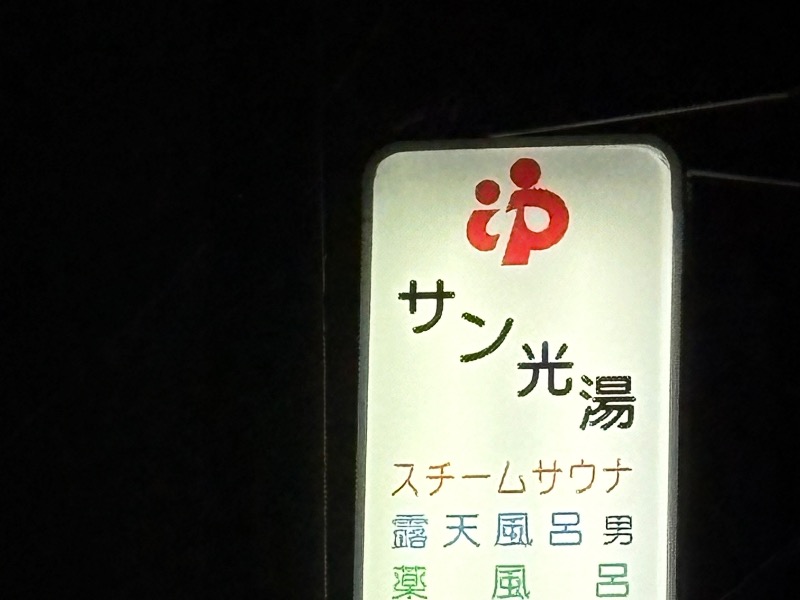 ゆ
サン光湯
スチームサウナ
露天風呂男
薬風呂